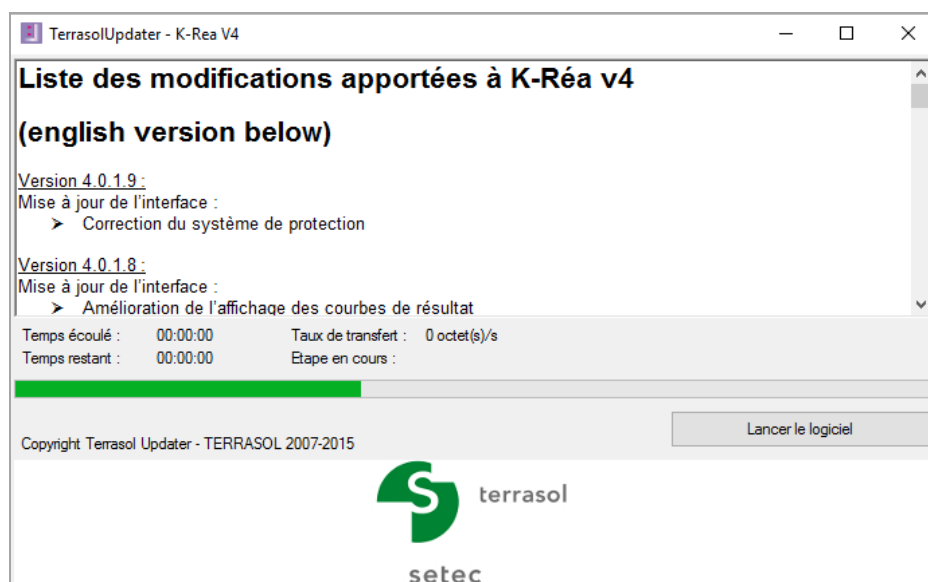 TerrasolUpdater - K-Rea V4
Liste des modifications apportées à K-Réa v4
(english version below)
Version 4.0.1.9 :
Mise à jour de l'interface :
➤ Correction du système de protection
Version 4.0.1.8 :
Mise à jour de l'interface :
➤ Amélioration de l'affichage des courbes de résultat
Temps écoulé : 00:00:00 Taux de transfert : 0 octet(s)/s
Temps restant : 00:00:00 Etape en cours :
Lancer le logiciel
Copyright Terrasol Updater - TERRASOL 2007-2015
terrasol
setec